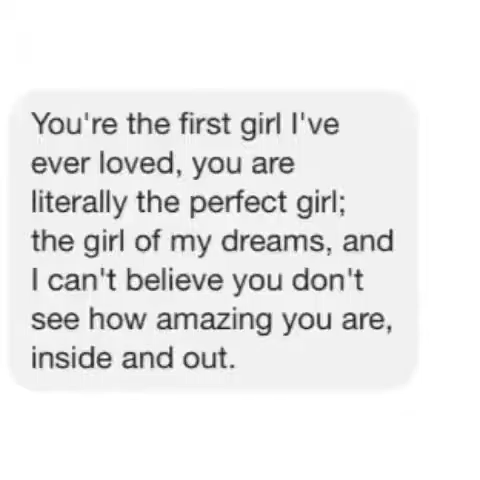 You're the first girl I've
ever loved, you are
literally the perfect girl;
the girl of my dreams, and
I can't believe you don't
see how amazing you are,
inside and out.